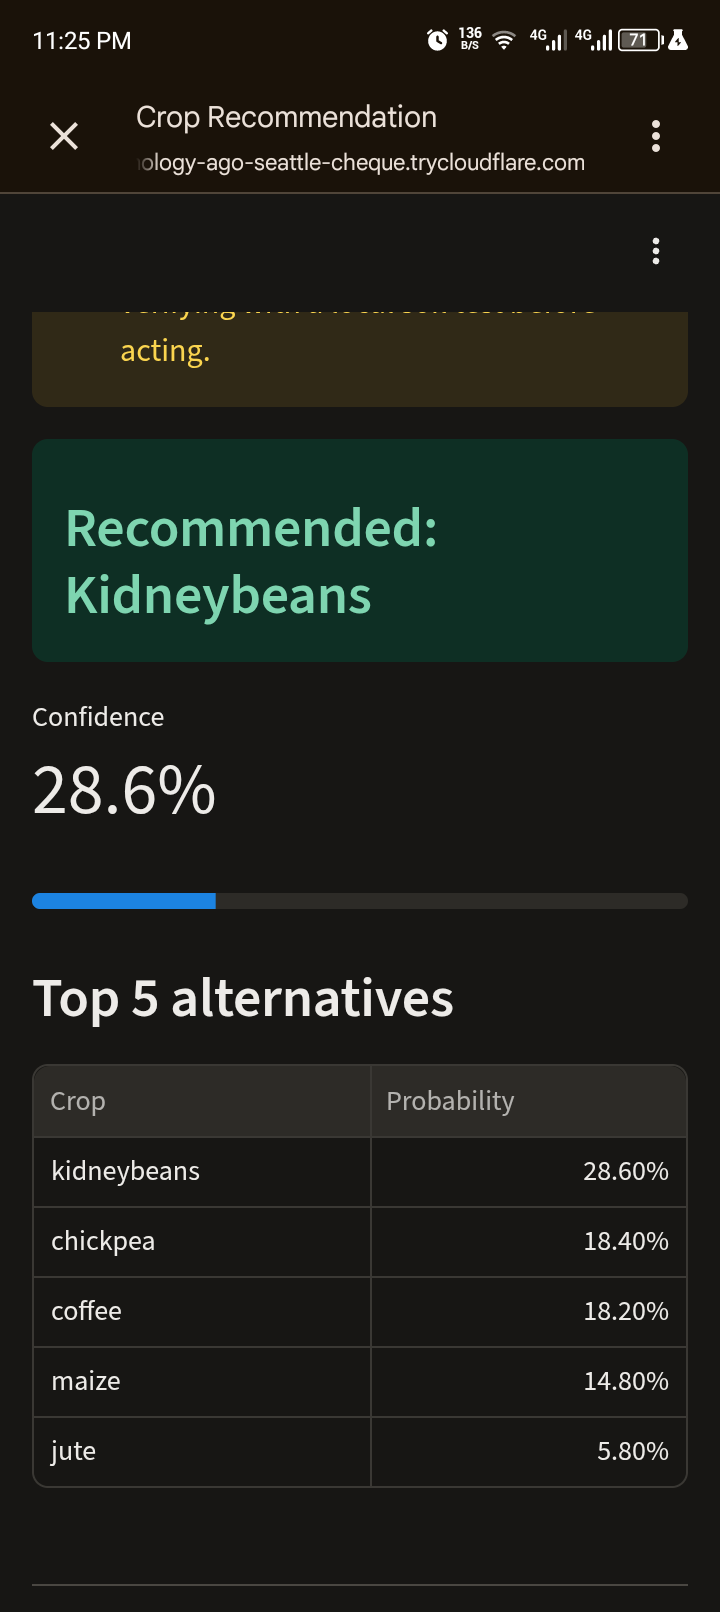 11:25 PM
136
B/S
4G
4G
71
Crop Recommendation
ology-ago-seattle-cheque.trycloudflare.com
acting.
Recommended:
Kidneybeans
Confidence
28.6%
Top 5 alternatives
Crop Probability
kidneybeans 28.60%
chickpea 18.40%
coffee 18.20%
maize 14.80%
jute 5.80%